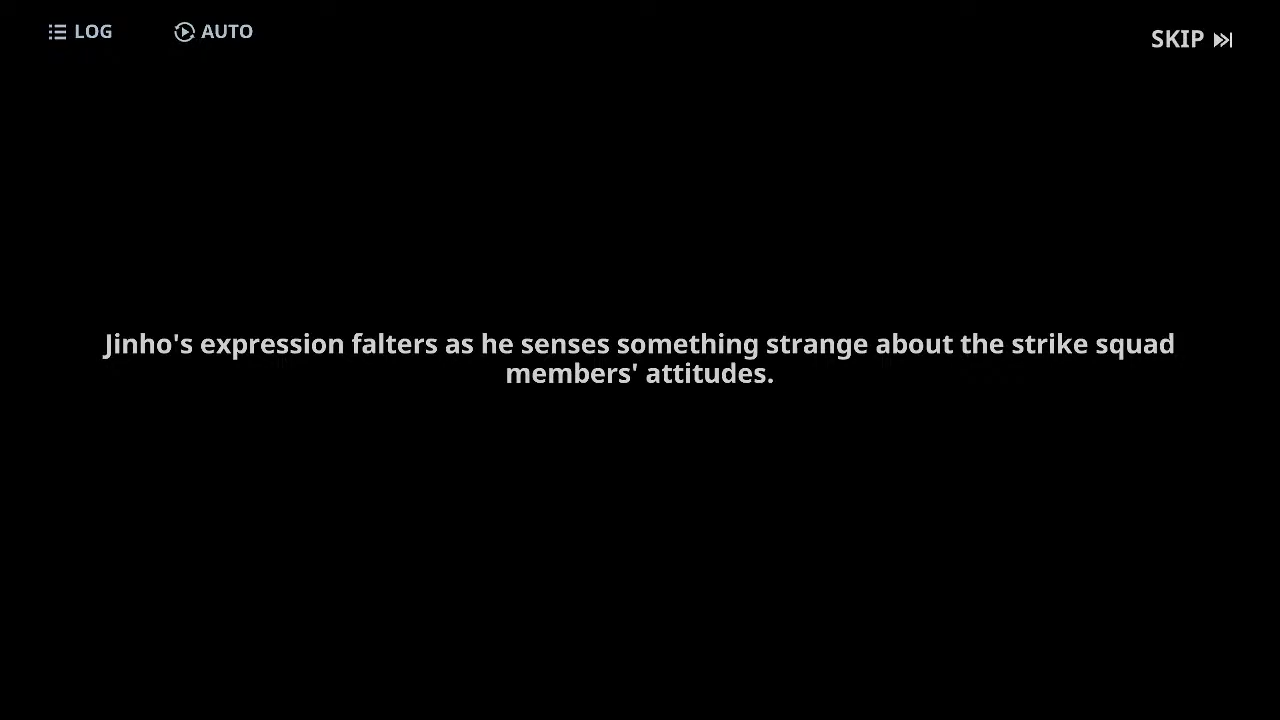 LOG
AUTO
SKIP
Jinho's expression falters as he senses something strange about the strike squad
members' attitudes.